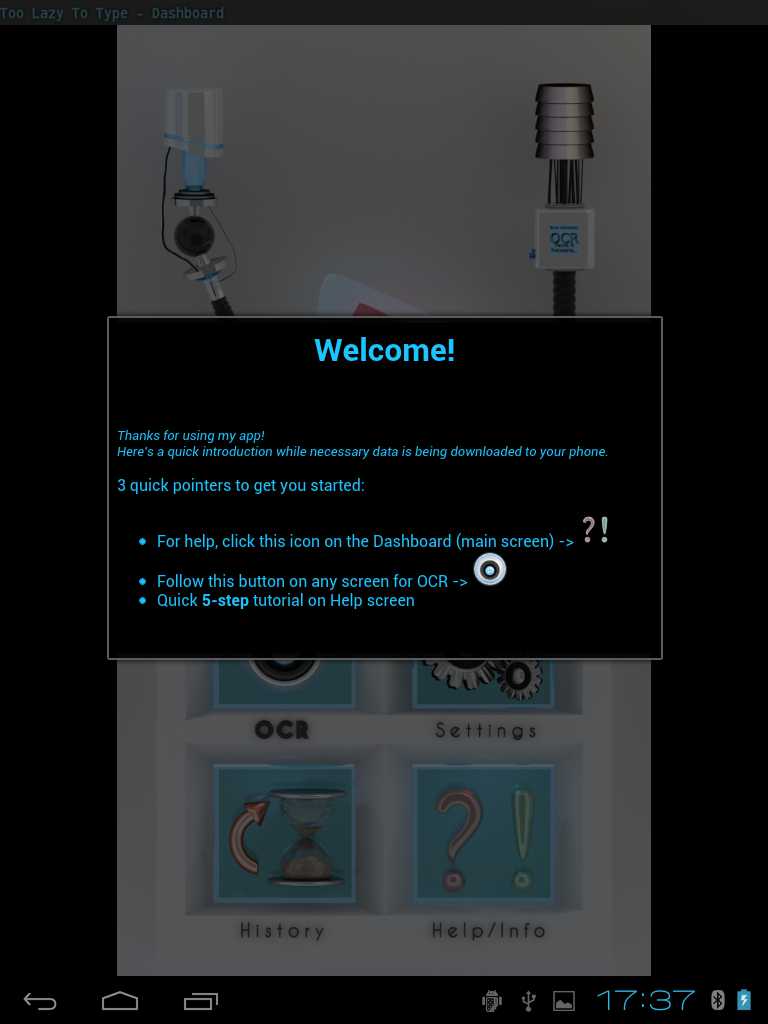 Too Lazy To Type - Dashboard
OCR
Welcome!
Thanks for using my app!
Here's a quick introduction while necessary data is being downloaded to your phone.
3 quick pointers to get you started:
• For help, click this icon on the Dashboard (main screen) -> ?!
• Follow this button on any screen for OCR ->
• Quick 5-step tutorial on Help screen
OCR Settings
History Help/Info
17:37